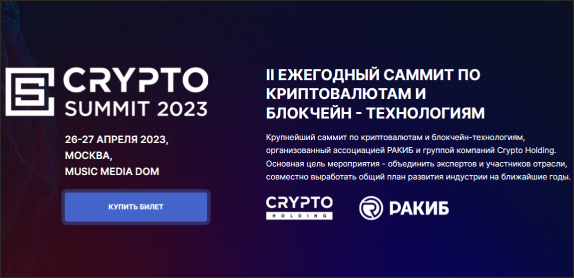 CRYPTO
SUMMIT 2023
26-27 АПРЕЛЯ 2023,
МОСКВА,
MUSIC MEDIA DOM
КУПИТЬ БИЛЕТ
II ЕЖЕГОДНЫЙ САММИТ ПО
КРИПТОВАЛЮТАМ И
БЛОКЧЕЙН - ТЕХНОЛОГИЯМ
Крупнейший саммит по криптовалютам и блокчейн-технологиям,
организованный ассоциацией РАКИБ и группой компаний Crypto Holding.
Основная цель мероприятия - объединить экспертов и участников отрасли,
совместно выработать общий план развития индустрии на ближайшие годы.
CRYPTO
HOLDING
РАКИБ